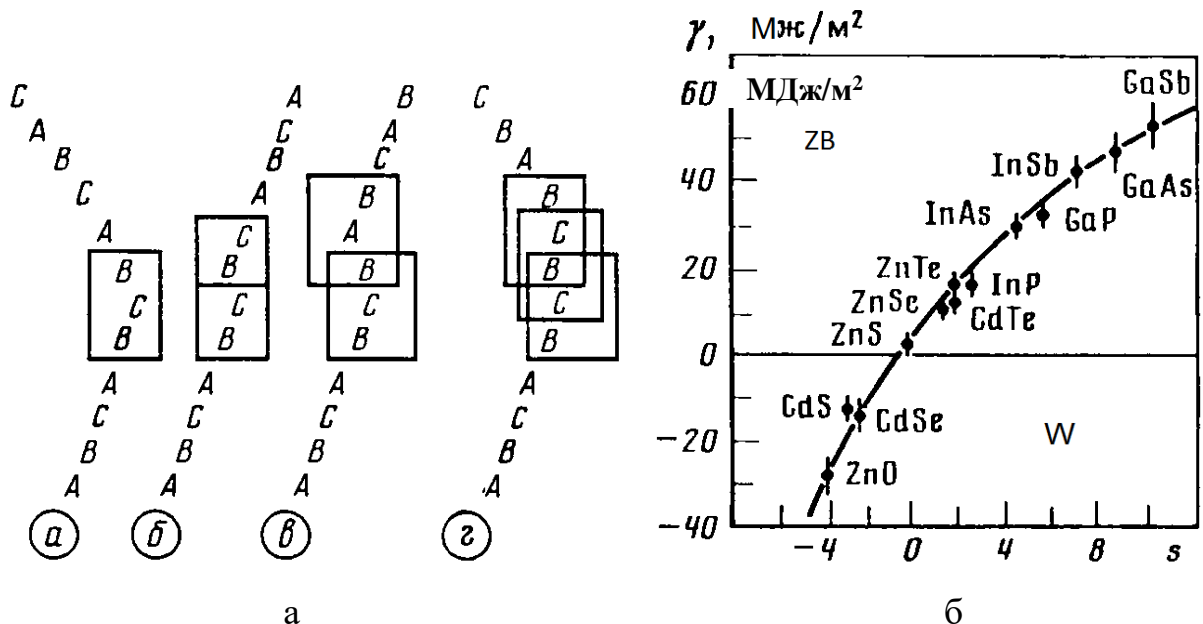 C A B C
A C A B
B B C A
C A B B
A C A C
B B B B
C C C C
B B B B
A A A A
C C C C
B B B B
A A A A
а б в г
а
γ, Мж/м²
МДж/м²
60
40
20
0
−20
−40
ZB
GaSb
InSb
GaAs
InAs
GaP
ZnTe
InP
ZnSe
CdTe
ZnS
CdS
CdSe
W
ZnO
−4 0 4 8 s
б